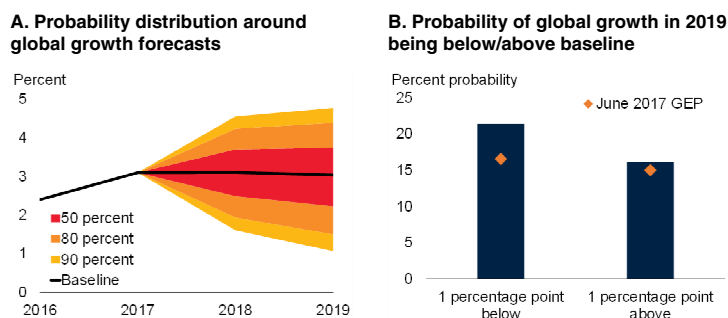 A. Probability distribution around
global growth forecasts
Percent
5
4
3
2
1
0
50 percent
80 percent
90 percent
Baseline
2016 2017 2018 2019
B. Probability of global growth in 2019
being below/above baseline
Percent probability
25
20
15
10
5
0
June 2017 GEP
1 percentage point
below
1 percentage point
above